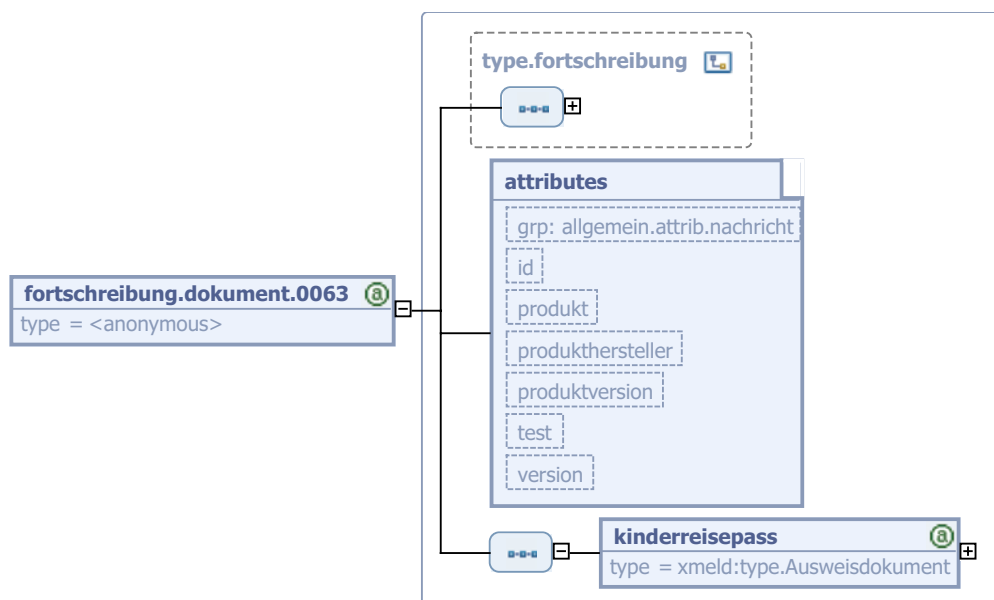 type.fortschreibung
attributes
grp: allgemein.attrib.nachricht
id
produkt
produkthersteller
produktversion
test
version
fortschreibung.dokument.0063 @
type = <anonymous>
kinderreisepass @
type = xmeld:type.Ausweisdokument